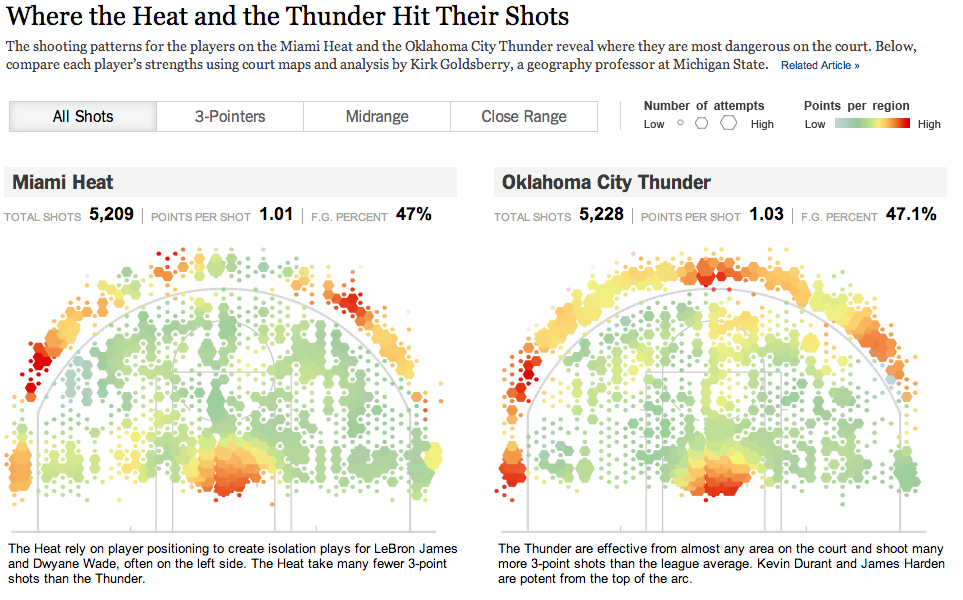 Where the Heat and the Thunder Hit Their Shots
The shooting patterns for the players on the Miami Heat and the Oklahoma City Thunder reveal where they are most dangerous on the court. Below,
compare each player’s strengths using court maps and analysis by Kirk Goldsberry, a geography professor at Michigan State. Related Article »
All Shots 3-Pointers Midrange Close Range
Number of attempts
Low High
Points per region
Low High
Miami Heat
TOTAL SHOTS 5,209 POINTS PER SHOT 1.01 F.G. PERCENT 47%
The Heat rely on player positioning to create isolation plays for LeBron James
and Dwyane Wade, often on the left side. The Heat take many fewer 3-point
shots than the Thunder.
Oklahoma City Thunder
TOTAL SHOTS 5,228 POINTS PER SHOT 1.03 F.G. PERCENT 47.1%
The Thunder are effective from almost any area on the court and shoot many
more 3-point shots than the league average. Kevin Durant and James Harden
are potent from the top of the arc.